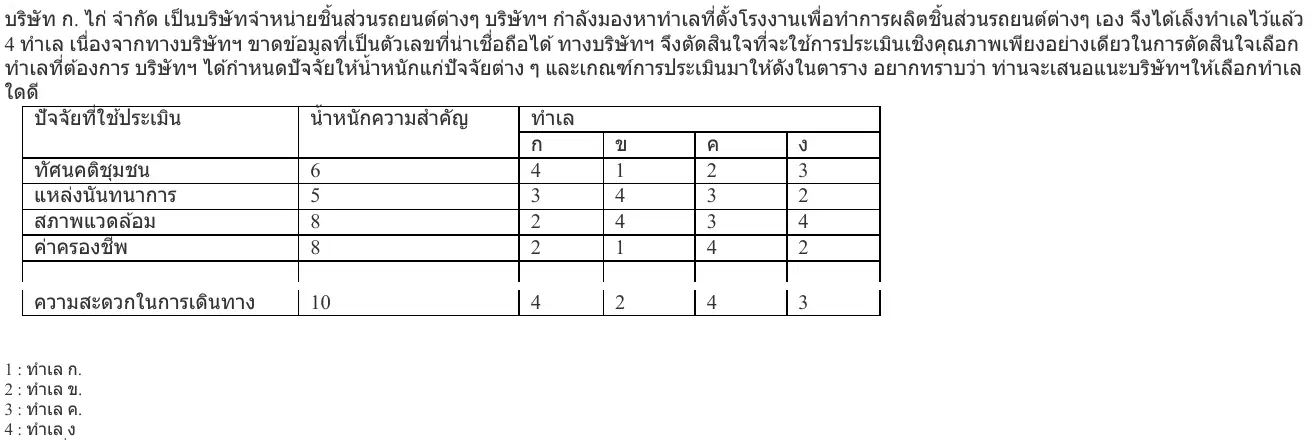 บริษัท ก. ไก่ จำกัด เป็นบริษัทจำหน่ายชิ้นส่วนรถยนต์ต่างๆ บริษัทฯ กำลังมองหาทำเลที่ตั้งโรงงานเพื่อทำการผลิตชิ้นส่วนรถยนต์ต่างๆ เอง จึงได้เล็งทำเลไว้แล้ว
4 ทำเล เนื่องจากทางบริษัทฯ ขาดข้อมูลที่เป็นตัวเลขที่น่าเชื่อถือได้ ทางบริษัทฯ จึงตัดสินใจที่จะใช้การประเมินเชิงคุณภาพเพียงอย่างเดียวในการตัดสินใจเลือก
ทำเลที่ต้องการ บริษัทฯ ได้กำหนดปัจจัยให้น้ำหนักแก่ปัจจัยต่าง ๆ และเกณฑ์การประเมินมาให้ดังในตาราง อยากทราบว่า ท่านจะเสนอแนะบริษัทฯให้เลือกทำเล
ใดดี
ปัจจัยที่ใช้ประเมิน น้ำหนักความสำคัญ ทำเล
ก ข ค ง
ทัศนคติชุมชน 6 4 1 2 3
แหล่งนันทนาการ 5 3 4 3 2
สภาพแวดล้อม 8 2 4 3 4
ค่าครองชีพ 8 2 1 4 2
ความสะดวกในการเดินทาง 10 4 2 4 3
1 : ทำเล ก.
2 : ทำเล ข.
3 : ทำเล ค.
4 : ทำเล ง